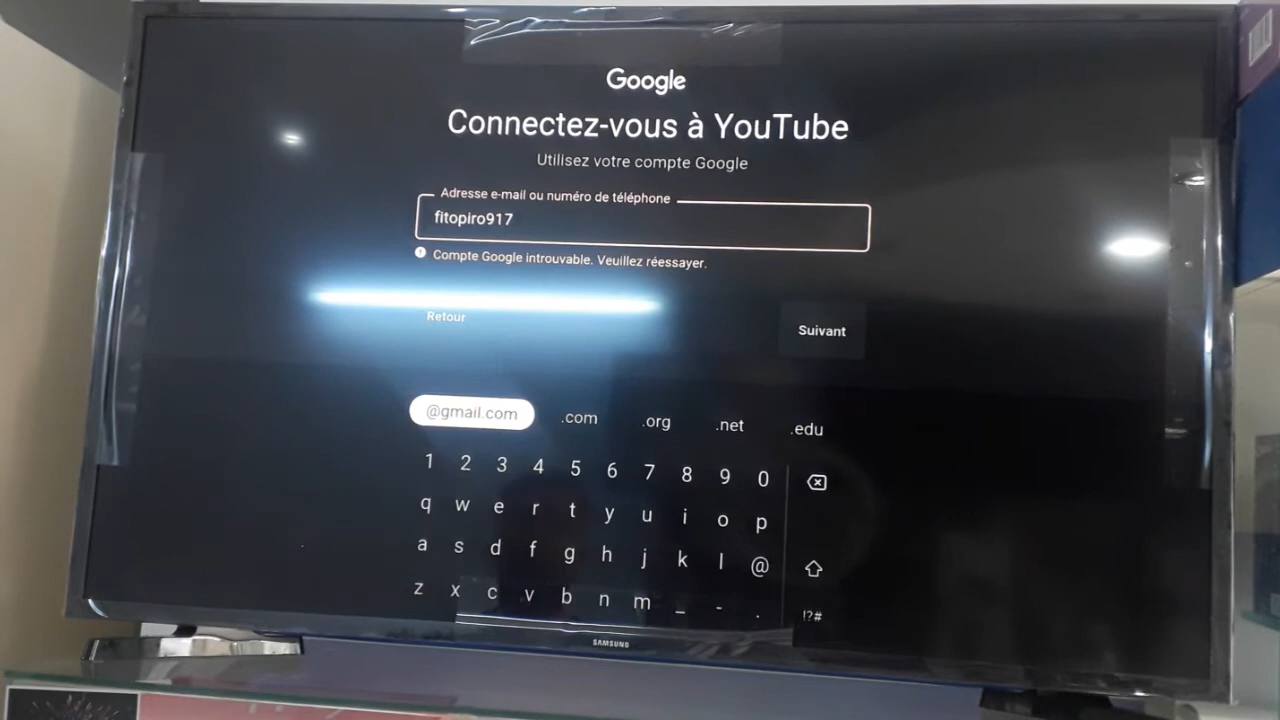 Google
Connectez-vous à YouTube
Utilisez votre compte Google
Adresse e-mail ou numéro de téléphone
fitopiro917
Compte Google introuvable. Veuillez réessayer.
Retour
Suivant
@gmail.com .com .org .net .edu
1 2 3 4 5 6 7 8 9 0
q w e r t y u i o p
a s d f g h j k l @
z x c v b n m _ - . !?#
SAMSUNG